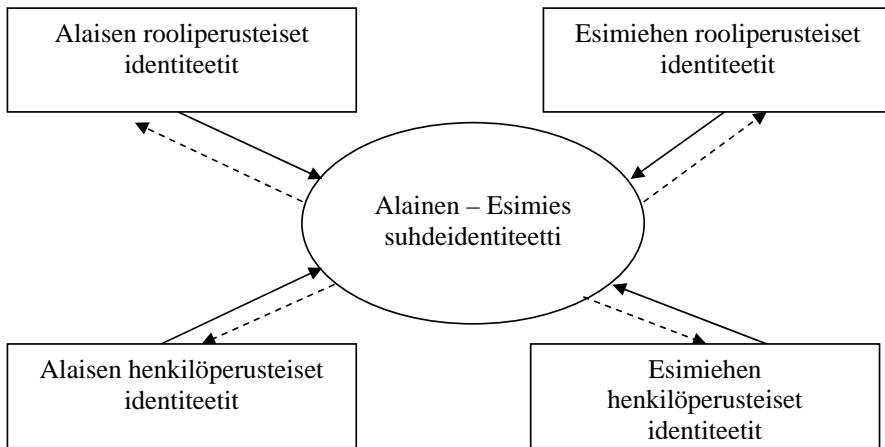 Alaisen rooliperusteiset
identiteetit
Esimiehen rooliperusteiset
identiteetit
Alainen – Esimies
suhdeidentiteetti
Alaisen henkilöperusteiset
identiteetit
Esimiehen
henkilöperusteiset
identiteetit